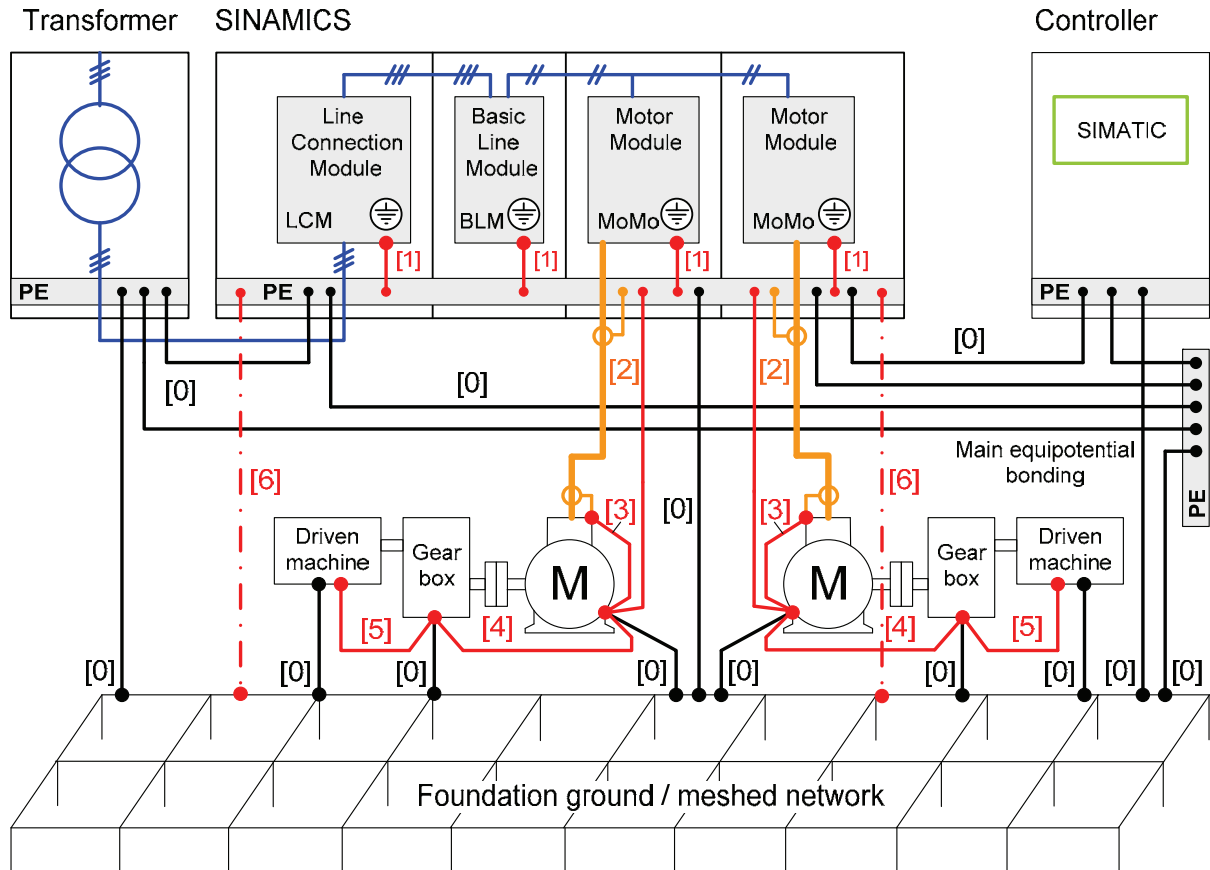 Transformer
SINAMICS
Controller
Line
Connection
Module
LCM
Basic
Line
Module
BLM
Motor
Module
MoMo
Motor
Module
MoMo
SIMATIC
[1]
[1]
[1]
[1]
PE
PE
PE
[0]
[0]
[2]
[2]
[0]
Main equipotential
bonding
PE
[6]
[3]
[0]
[3]
[6]
Driven
machine
Gear
box
M
M
Gear
box
Driven
machine
[5]
[4]
[4]
[5]
[0]
[0]
[0]
[0]
[0]
[0]
[0]
[0]
[0]
Foundation ground / meshed network